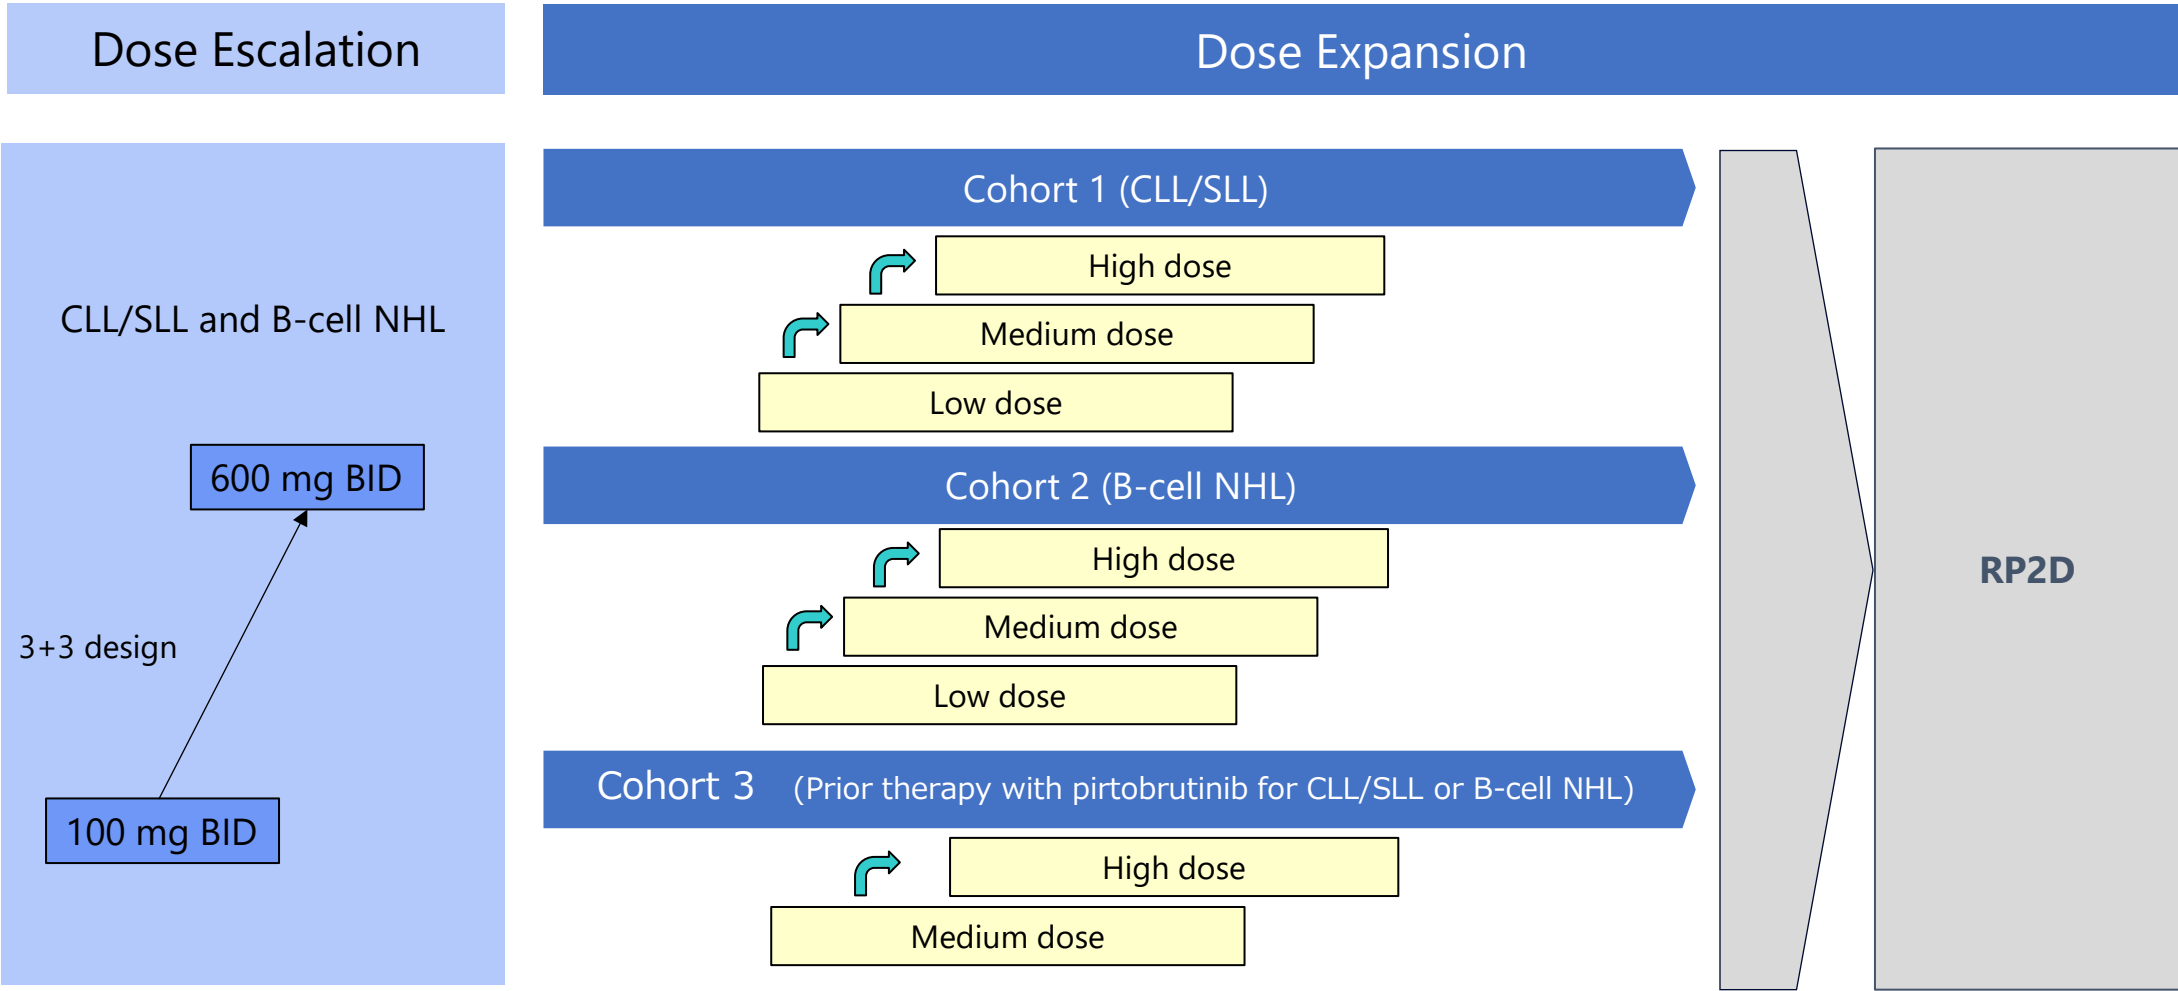 Dose Escalation
Dose Expansion
CLL/SLL and B-cell NHL
600 mg BID
3+3 design
100 mg BID
Cohort 1 (CLL/SLL)
High dose
Medium dose
Low dose
Cohort 2 (B-cell NHL)
High dose
Medium dose
Low dose
Cohort 3 (Prior therapy with pirtobrutinib for CLL/SLL or B-cell NHL)
High dose
Medium dose
RP2D